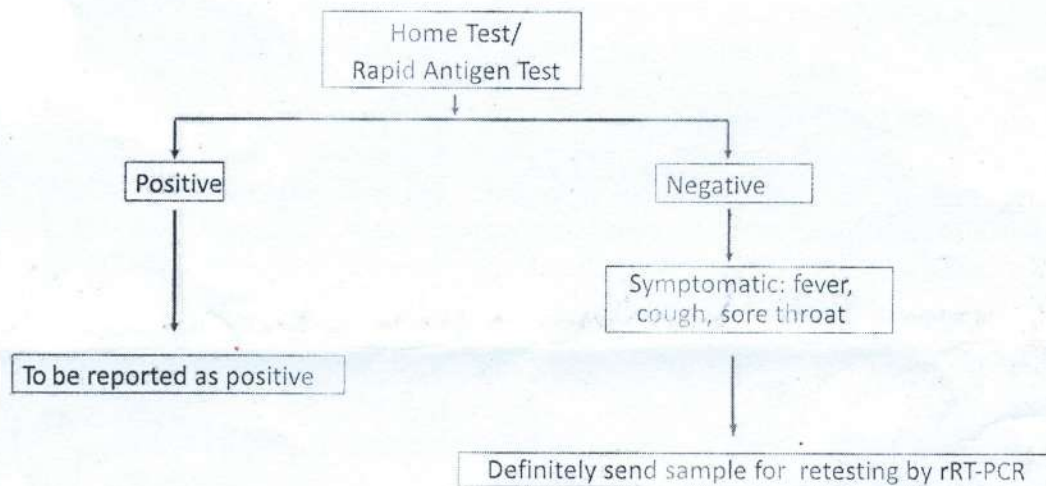 Home Test/
Rapid Antigen Test
Positive
Negative
Symptomatic: fever,
cough, sore throat
To be reported as positive
Definitely send sample for retesting by rRT-PCR